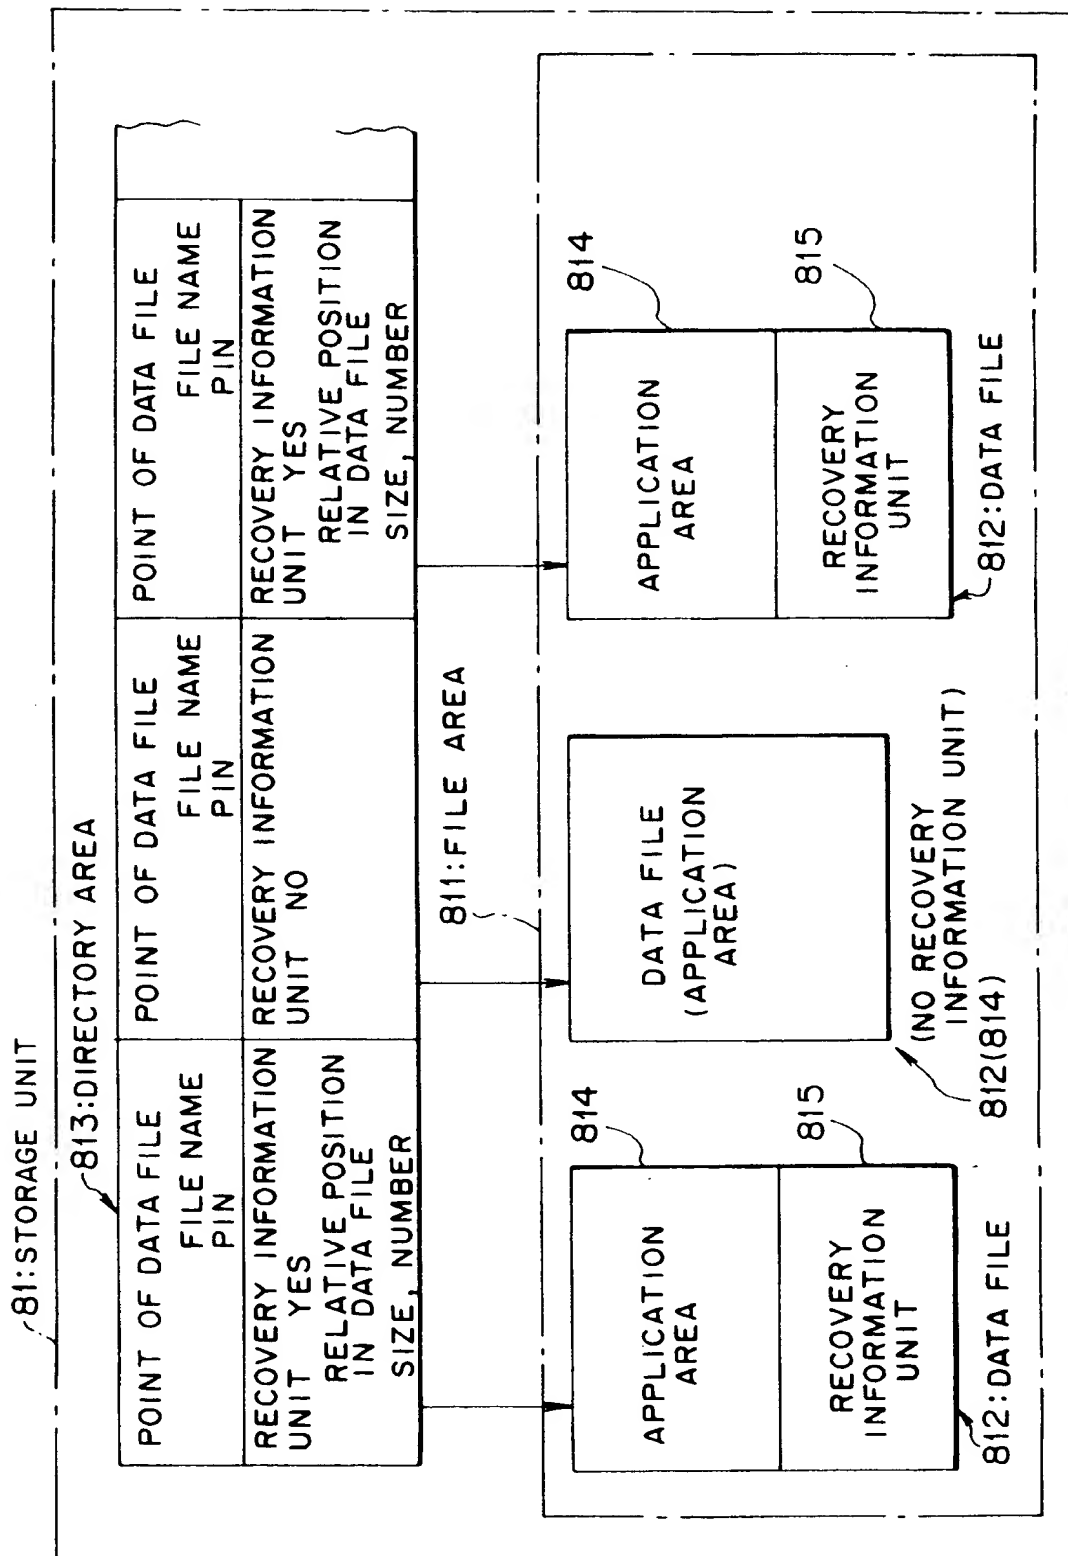 81:STORAGE UNIT
813:DIRECTORY AREA
POINT OF DATA FILE
FILE NAME
PIN
RECOVERY INFORMATION
UNIT YES
RELATIVE POSITION
IN DATA FILE
SIZE, NUMBER
POINT OF DATA FILE
FILE NAME
PIN
RECOVERY INFORMATION
UNIT NO
POINT OF DATA FILE
FILE NAME
PIN
RECOVERY INFORMATION
UNIT YES
RELATIVE POSITION
IN DATA FILE
SIZE, NUMBER
811:FILE AREA
APPLICATION
AREA
814
RECOVERY
INFORMATION
UNIT
815
812:DATA FILE
DATA FILE
(APPLICATION
AREA)
(NO RECOVERY
INFORMATION UNIT)
812(814)
APPLICATION
AREA
814
RECOVERY
INFORMATION
UNIT
815
812:DATA FILE